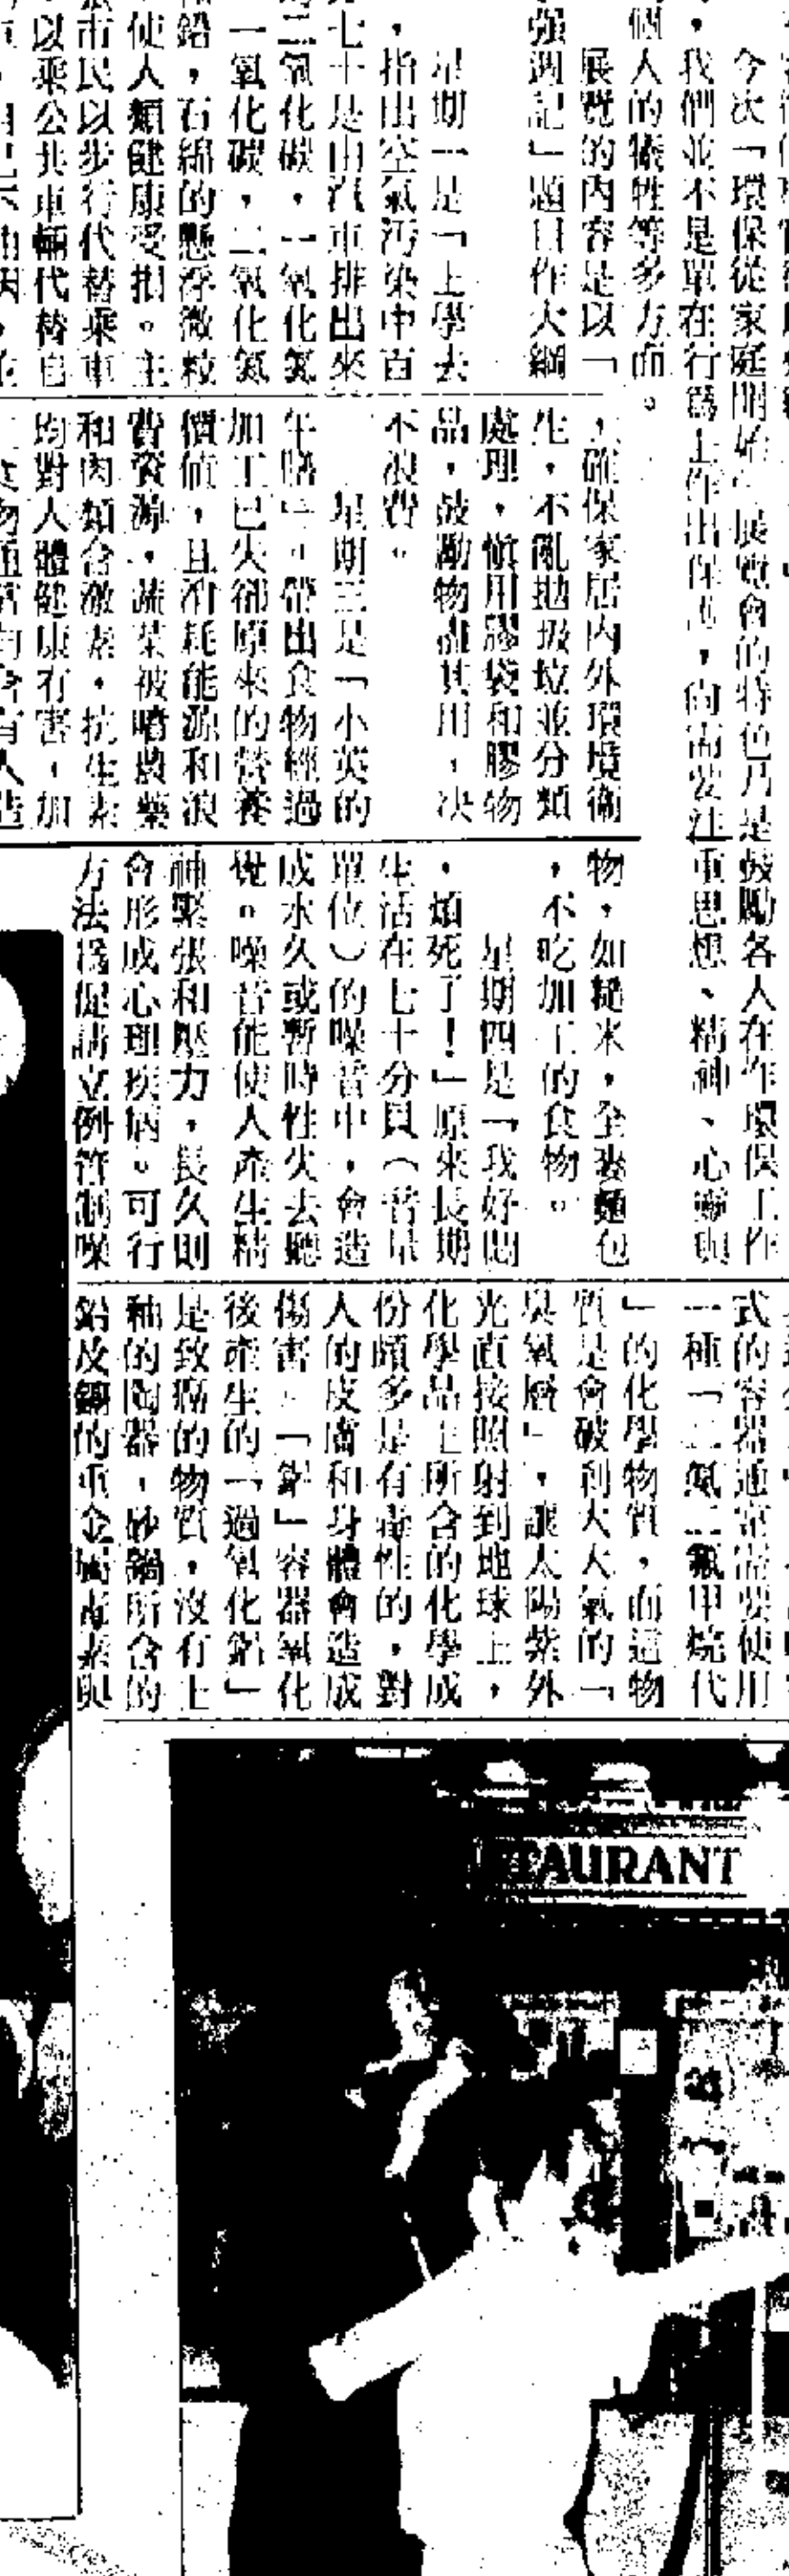 今次「環保從家庭開始」展覽會的特色乃是鼓勵各人在作環保工作
，我們並不是單在行爲上作出保護，尙需要注重思想、精神、心靈與
個人的犧牲等多方面。
展覽的內容是以「
强週記」題目作大綱
星期一是「上學去
，指出空氣汚染中百
七十是由汽車排出來
二氧化碳，一氧化氮
一氧化碳，二氧化氮
鉛，石綿的懸浮微粒
使人類健康受損。主
市民以步行代替乘車
以乘公共車輛代替自
，確保家居內外環境衛
生，不亂拋圾垃並分類
處理，愼用膠袋和膠物
品，鼓勵物盡其用，決
不浪費。
星期三是「小英的
午膳」。帶出食物經過
加工已失卻原來的營養
價値，且消耗能源和浪
費資源，蔬菜被噴農藥
和肉類含激素，抗生素
均對人體健康有害，加
物，如糙米，全麥麵包
，不吃加工的食物。
星期四是「我好悶
，煩死了！」原來長期
生活在七十分貝（音量
單位）的噪音中，會造
成永久或暫時性失去聽
覺。噪音能使人產生精
神緊張和壓力，長久則
會形成心理疾病。可行
方法爲促請立例管制噪
式的容器通常需要使用
一種「二氯二氟甲烷代
」的化學物質，而這物
質是會破利大大氣的「
臭氧層」，讓太陽紫外
光直接照射到地球上，
化學品上所含的化學成
份頗多是有毒性的，對
人的皮膚和身體會造成
傷害。「鋁」容器氧化
後產生的「過氧化鋁」
是致癌的物質，沒有上
釉的陶器，砂鍋所含的
鉛及鎘的重金屬毒素與
TAURANT